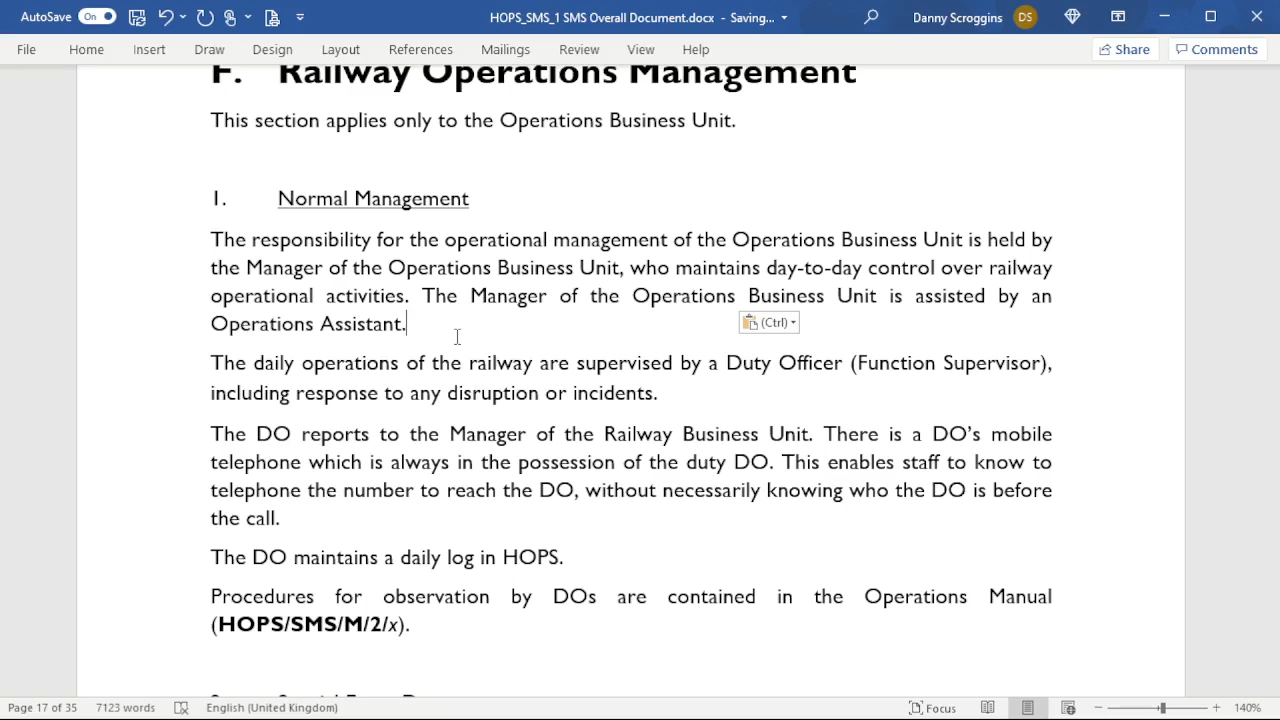 AutoSave On HOPS_SMS_1 SMS Overall Document.docx - Saving... Danny Scroggins DS
File Home Insert Draw Design Layout References Mailings Review View Help Share Comments
F. Railway Operations Management
This section applies only to the Operations Business Unit.
1. Normal Management
The responsibility for the operational management of the Operations Business Unit is held by
the Manager of the Operations Business Unit, who maintains day-to-day control over railway
operational activities. The Manager of the Operations Business Unit is assisted by an
Operations Assistant.
(Ctrl)
The daily operations of the railway are supervised by a Duty Officer (Function Supervisor),
including response to any disruption or incidents.
The DO reports to the Manager of the Railway Business Unit. There is a DO's mobile
telephone which is always in the possession of the duty DO. This enables staff to know to
telephone the number to reach the DO, without necessarily knowing who the DO is before
the call.
The DO maintains a daily log in HOPS.
Procedures for observation by DOs are contained in the Operations Manual
(HOPS/SMS/M/2/x).
Page 17 of 35 7123 words English (United Kingdom) Focus 140%